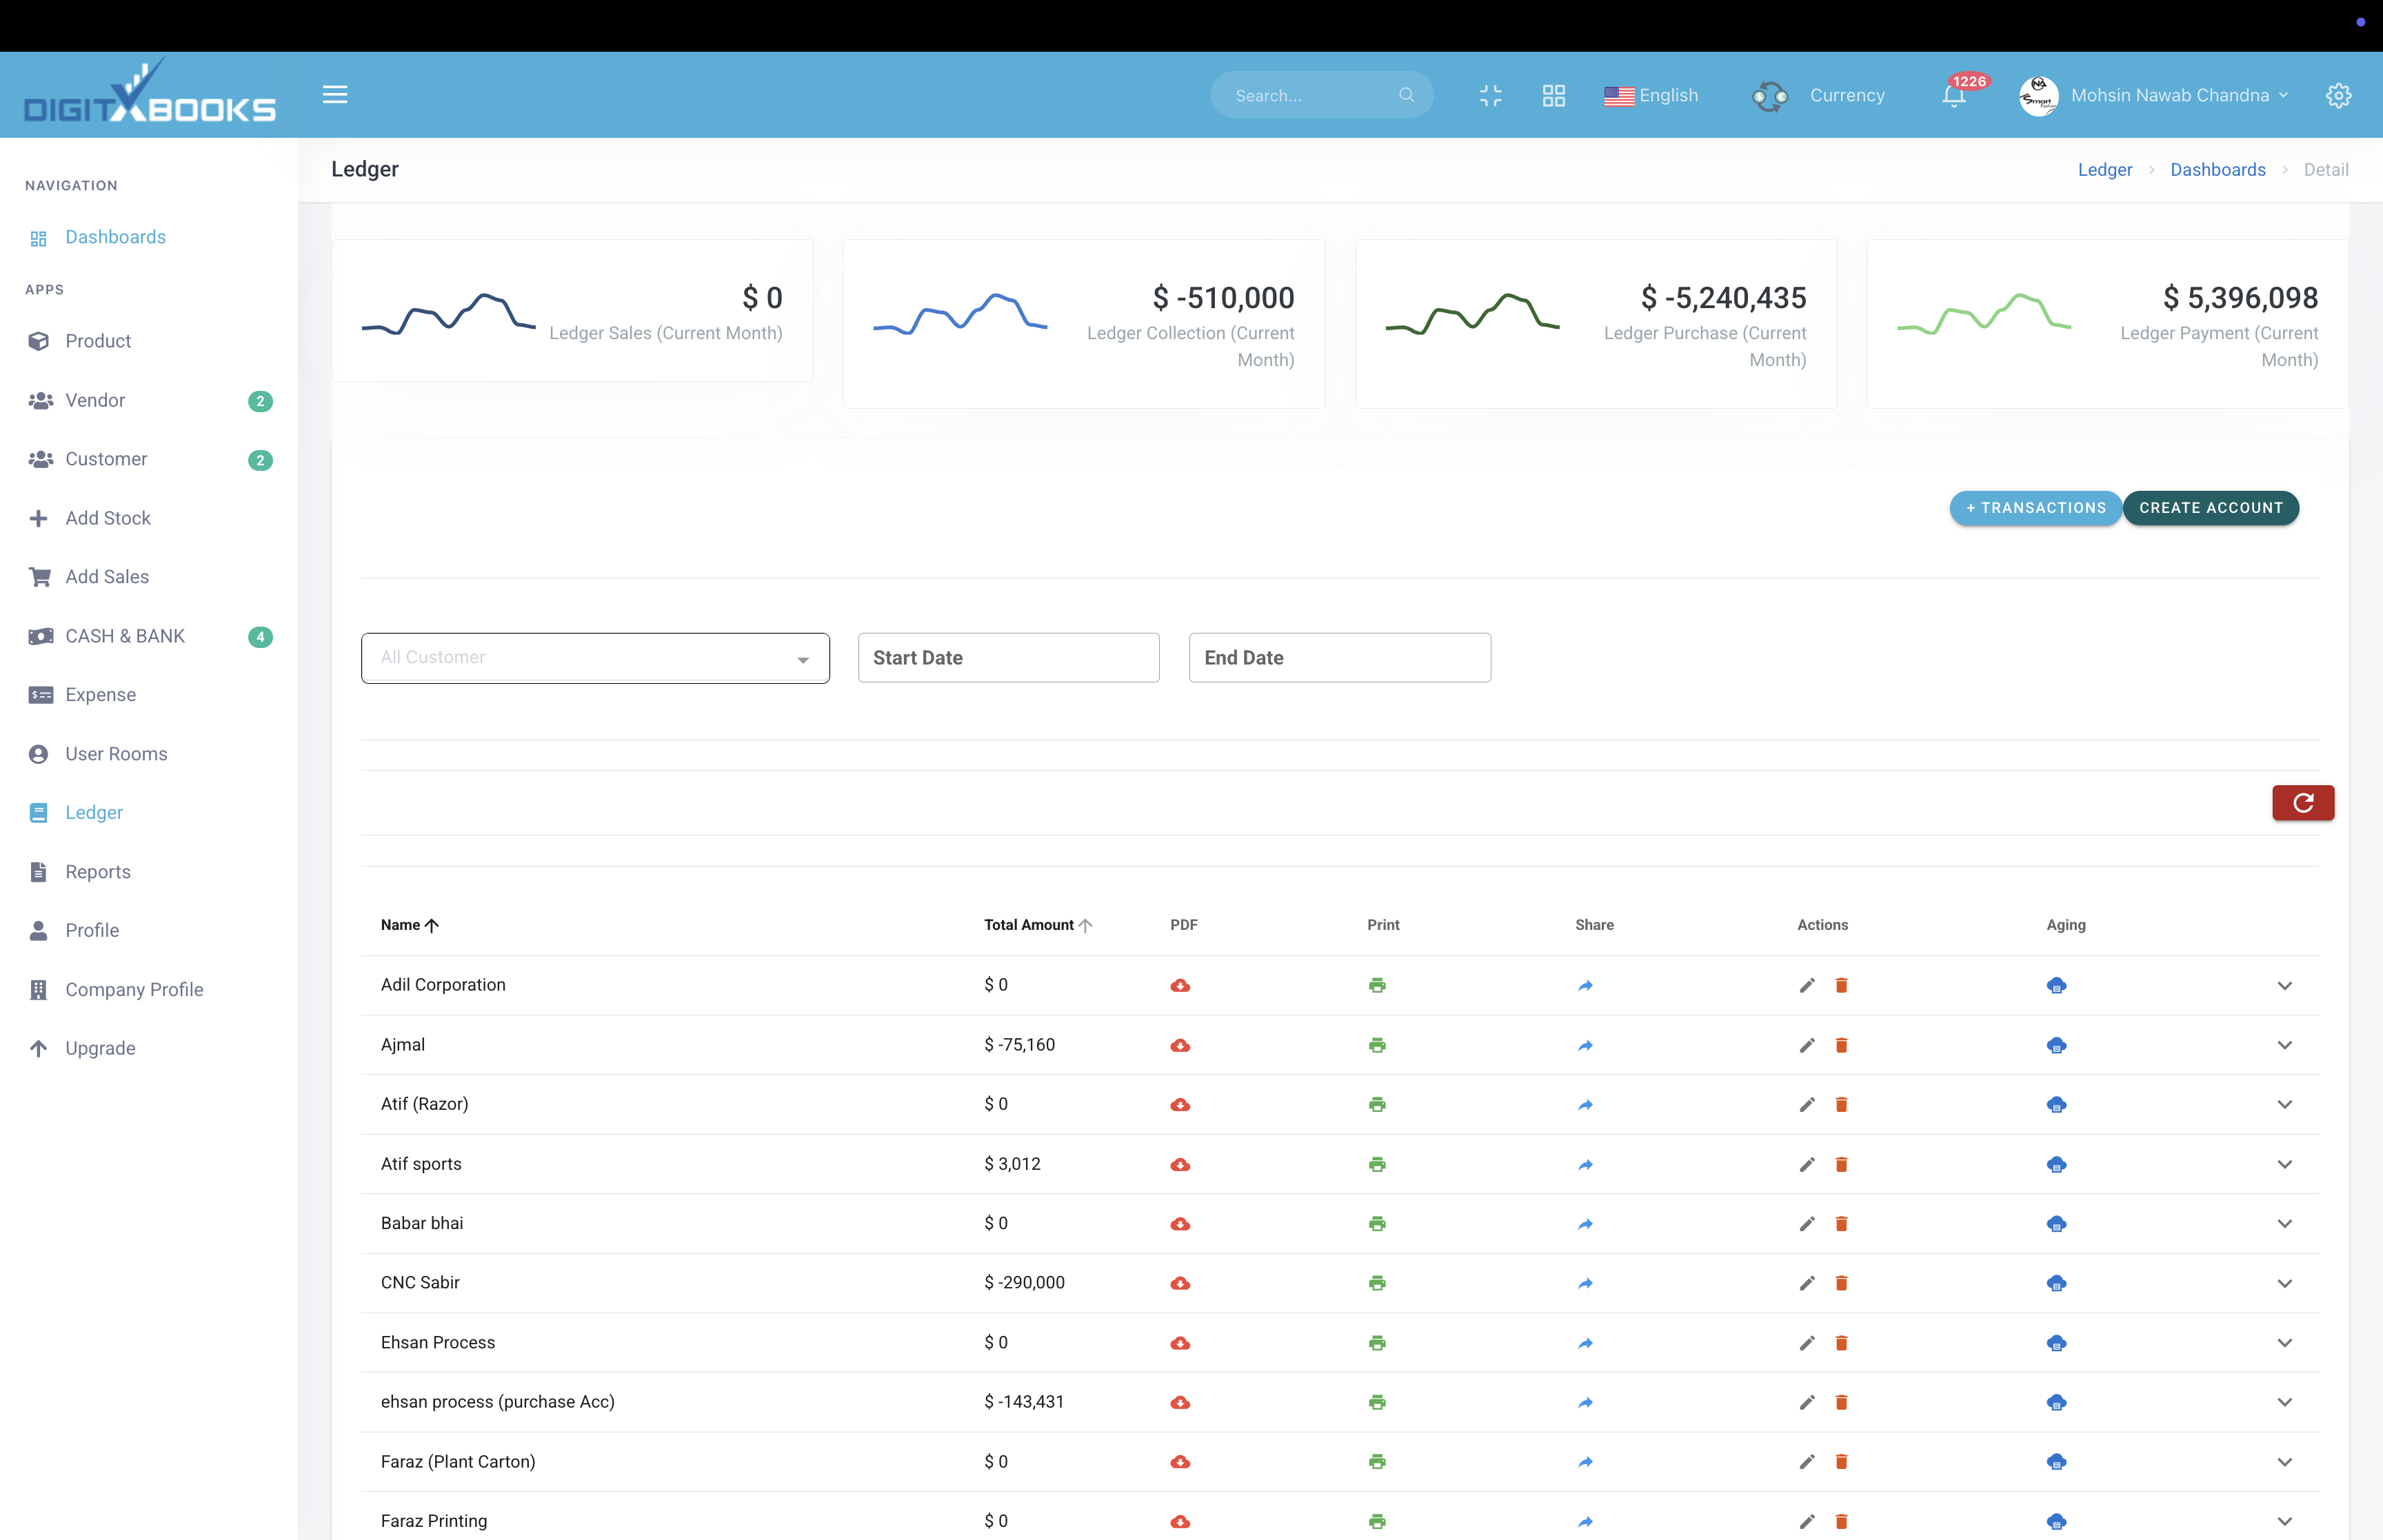 DIGITXBOOKS
Search...
English
Currency
1226
Mohsin Nawab Chandna
NAVIGATION
Dashboards
APPS
Product
Vendor 2
Customer 2
Add Stock
Add Sales
CASH & BANK 4
Expense
User Rooms
Ledger
Reports
Profile
Company Profile
Upgrade
Ledger
Ledger > Dashboards > Detail
$ 0
Ledger Sales (Current Month)
$ -510,000
Ledger Collection (Current
Month)
$ -5,240,435
Ledger Purchase (Current
Month)
$ 5,396,098
Ledger Payment (Current
Month)
+ TRANSACTIONS
CREATE ACCOUNT
All Customer
Start Date
End Date
Name Total Amount PDF Print Share Actions Aging
Adil Corporation $ 0
Ajmal $ -75,160
Atif (Razor) $ 0
Atif sports $ 3,012
Babar bhai $ 0
CNC Sabir $ -290,000
Ehsan Process $ 0
ehsan process (purchase Acc) $ -143,431
Faraz (Plant Carton) $ 0
Faraz Printing $ 0